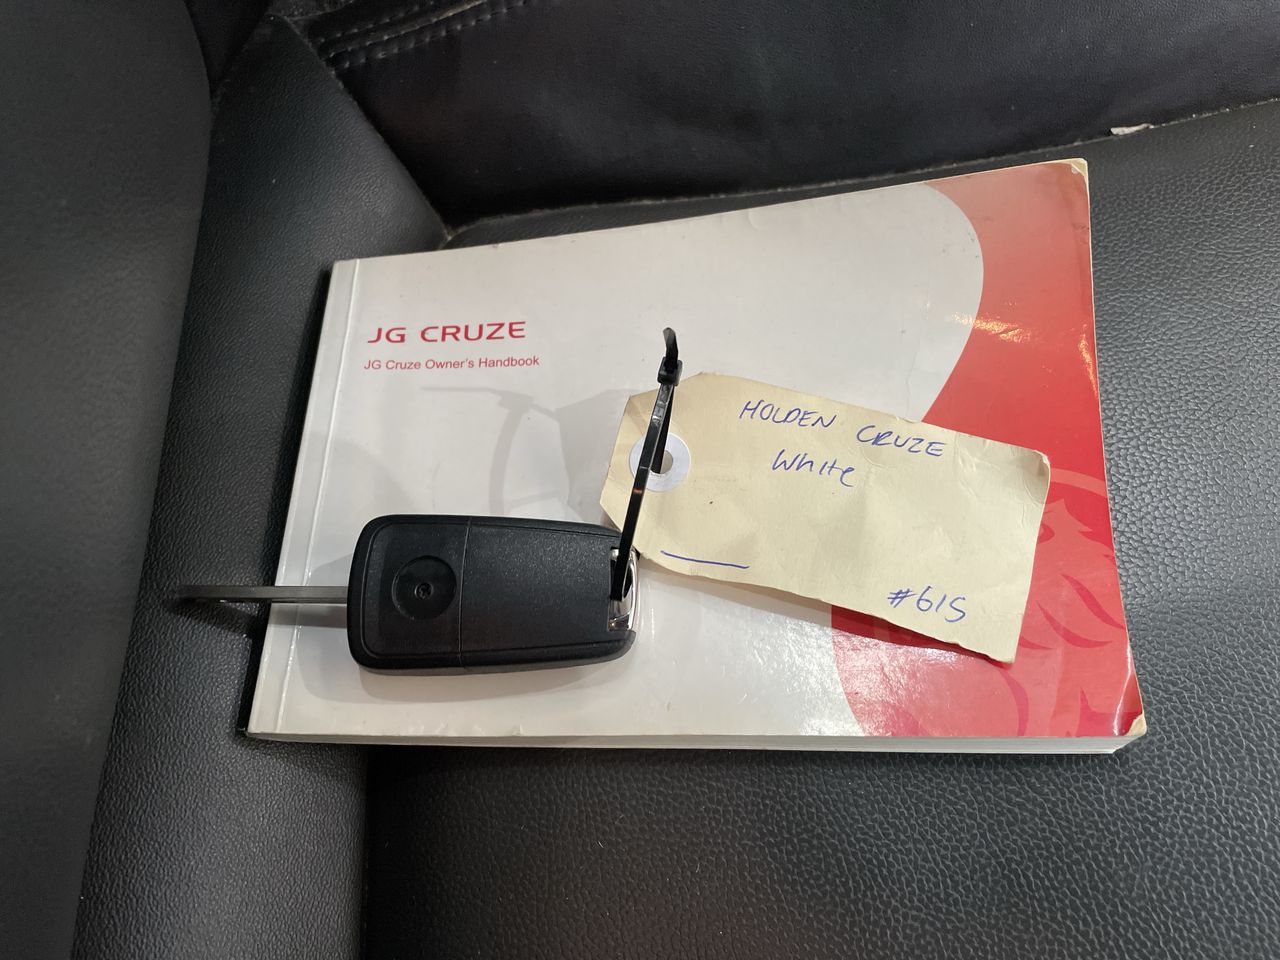 JG CRUZE
JG Cruze Owner's Handbook
HOLDEN CRUZE
White
#615